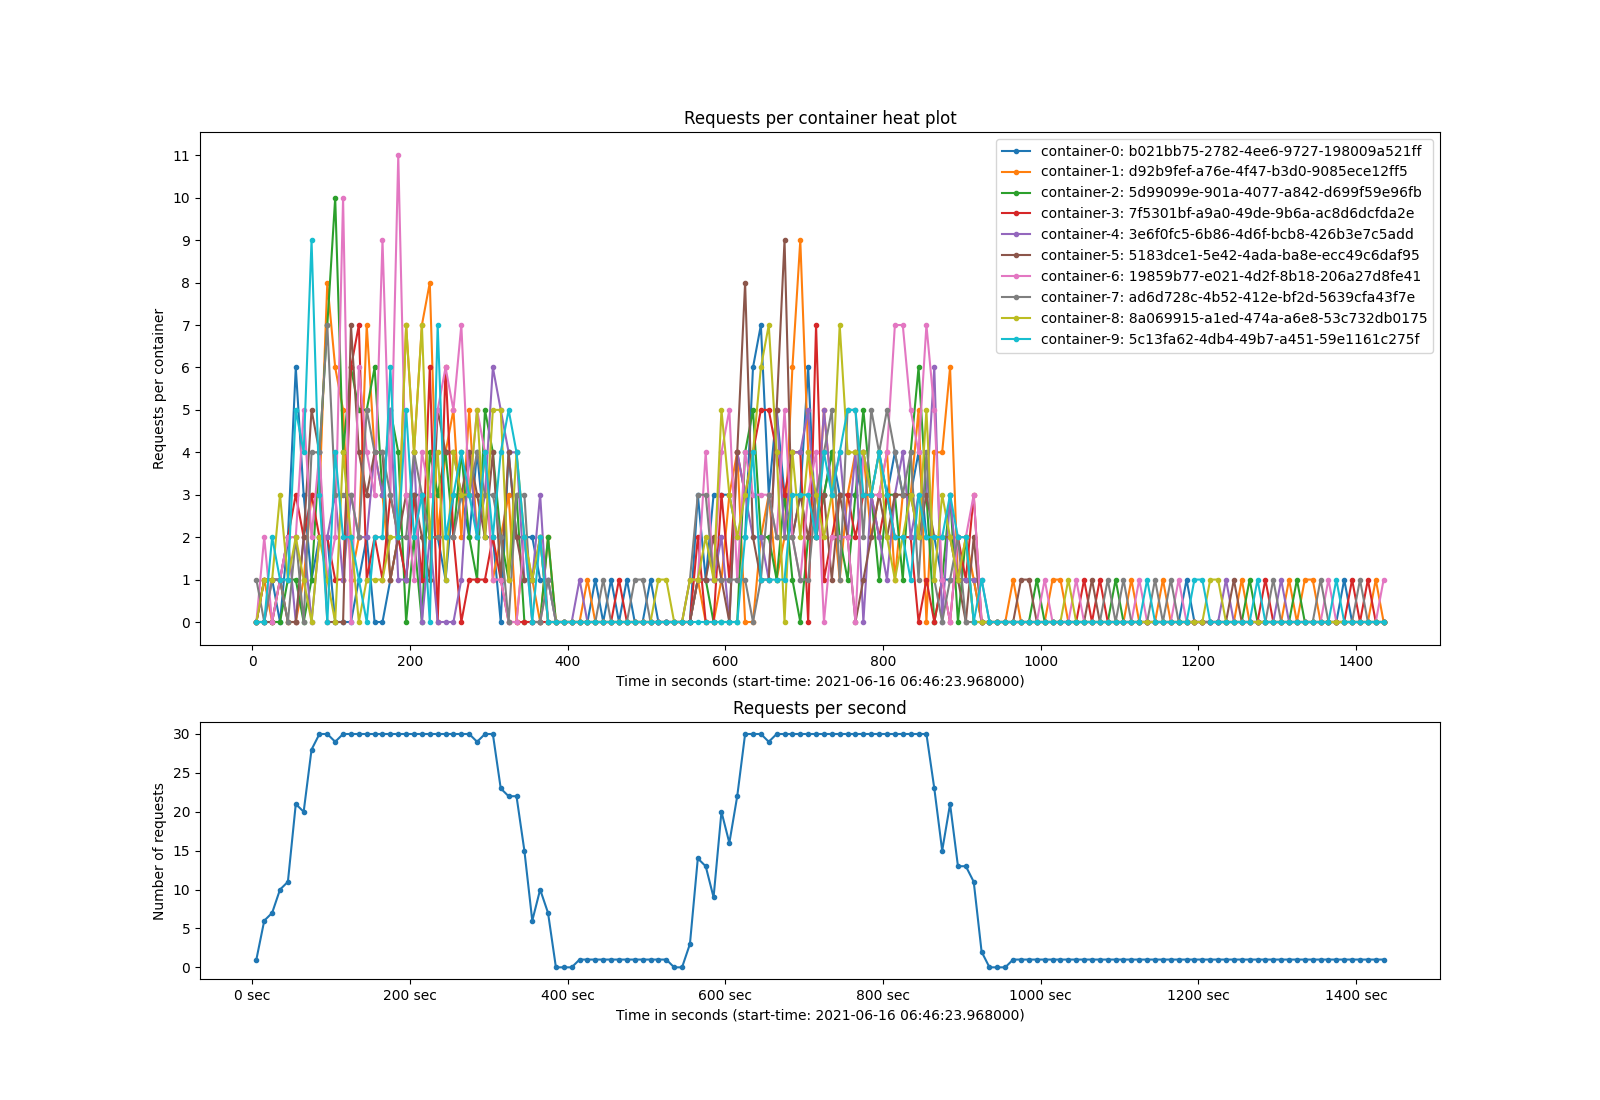 Requests per container heat plot
Requests per container
11
10
9
8
7
6
5
4
3
2
1
0
container-0: b021bb75-2782-4ee6-9727-198009a521ff
container-1: d92b9fef-a76e-4f47-b3d0-9085ece12ff5
container-2: 5d99099e-901a-4077-a842-d699f59e96fb
container-3: 7f5301bf-a9a0-49de-9b6a-ac8d6dcfda2e
container-4: 3e6f0fc5-6b86-4d6f-bcb8-426b3e7c5add
container-5: 5183dce1-5e42-4ada-ba8e-ecc49c6daf95
container-6: 19859b77-e021-4d2f-8b18-206a27d8fe41
container-7: ad6d728c-4b52-412e-bf2d-5639cfa43f7e
container-8: 8a069915-a1ed-474a-a6e8-53c732db0175
container-9: 5c13fa62-4db4-49b7-a451-59e1161c275f
0 200 400 600 800 1000 1200 1400
Time in seconds (start-time: 2021-06-16 06:46:23.968000)
Requests per second
Number of requests
30
25
20
15
10
5
0
0 sec 200 sec 400 sec 600 sec 800 sec 1000 sec 1200 sec 1400 sec
Time in seconds (start-time: 2021-06-16 06:46:23.968000)